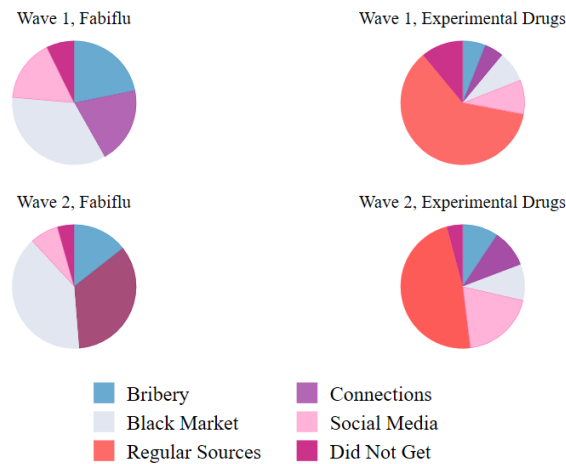 Wave 1, Fabiflu
Wave 1, Experimental Drugs
Wave 2, Fabiflu
Wave 2, Experimental Drugs
Bribery
Connections
Black Market
Social Media
Regular Sources
Did Not Get